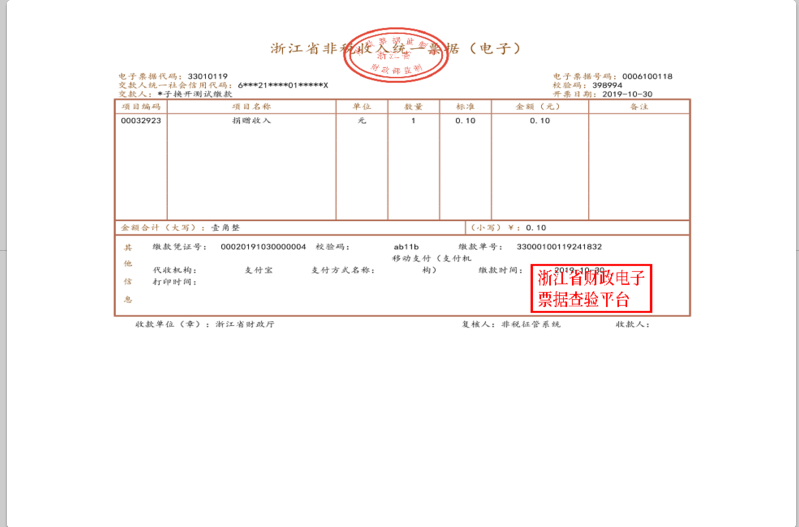 浙江省非税收入统一票据（电子）
财政部监制
电子票据代码：33010119
电子票据号码：0006100118
交款人统一社会信用代码：6***21****01*****X
校验码：398994
交款人：*子换开测试缴款
开票日期：2019-10-30
项目编码 项目名称 单位 数量 标准 金额（元） 备注
00032923 捐赠收入 元 1 0.10 0.10
金额合计（大写）：壹角整 （小写）￥：0.10
其他信息
缴款凭证号： 00020191030000004 校验码： ab11b 缴款单号： 33000100119241832
代收机构： 支付宝 支付方式名称： 移动支付（支付机构） 缴款时间： 2019-10-30
打印时间：
浙江省财政电子
票据查验平台
收款单位（章）：浙江省财政厅 复核人：非税征管系统 收款人：